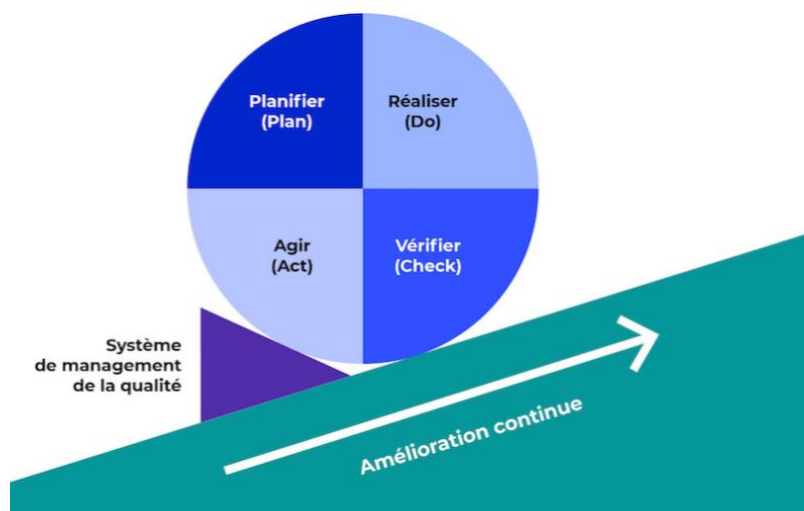 Planifier
(Plan)
Réaliser
(Do)
Agir
(Act)
Vérifier
(Check)
Système
de management
de la qualité
Amélioration continue